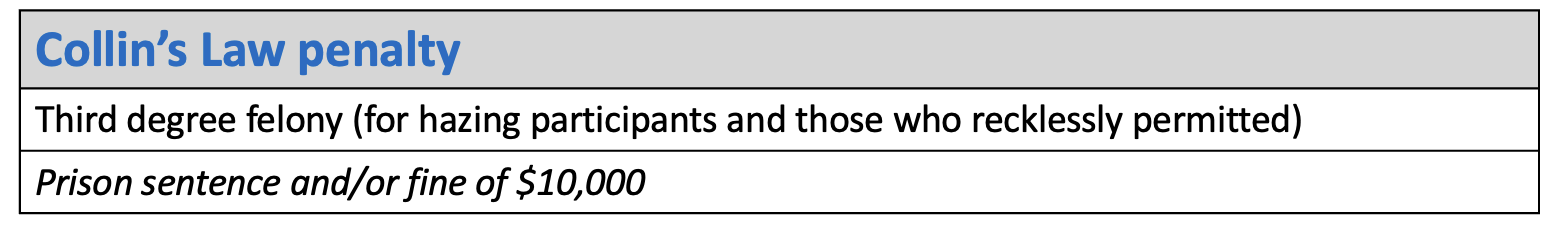 Collin’s Law penalty
Third degree felony (for hazing participants and those who recklessly permitted)
Prison sentence and/or fine of $10,000